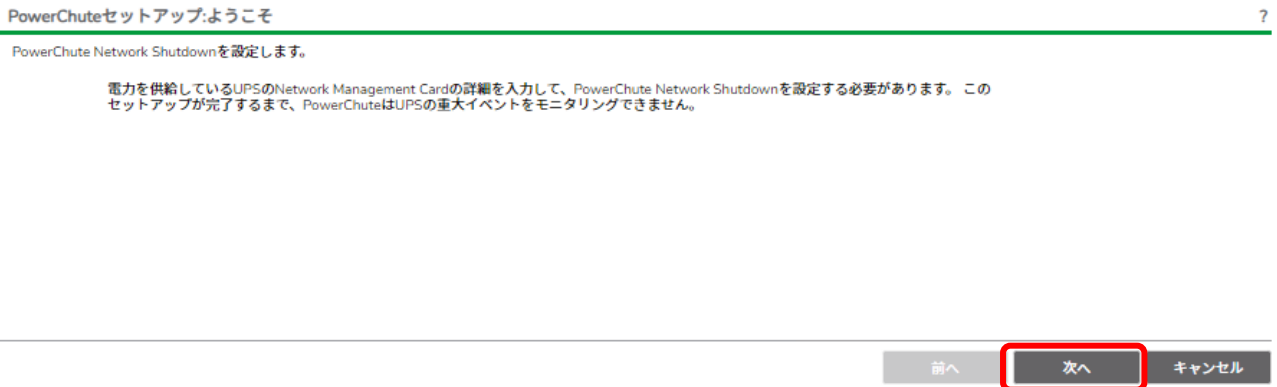 PowerChuteセットアップ:ようこそ ?
PowerChute Network Shutdownを設定します。
電力を供給しているUPSのNetwork Management Cardの詳細を入力して、PowerChute Network Shutdownを設定する必要があります。 この
セットアップが完了するまで、PowerChuteはUPSの重大イベントをモニタリングできません。
前へ 次へ キャンセル